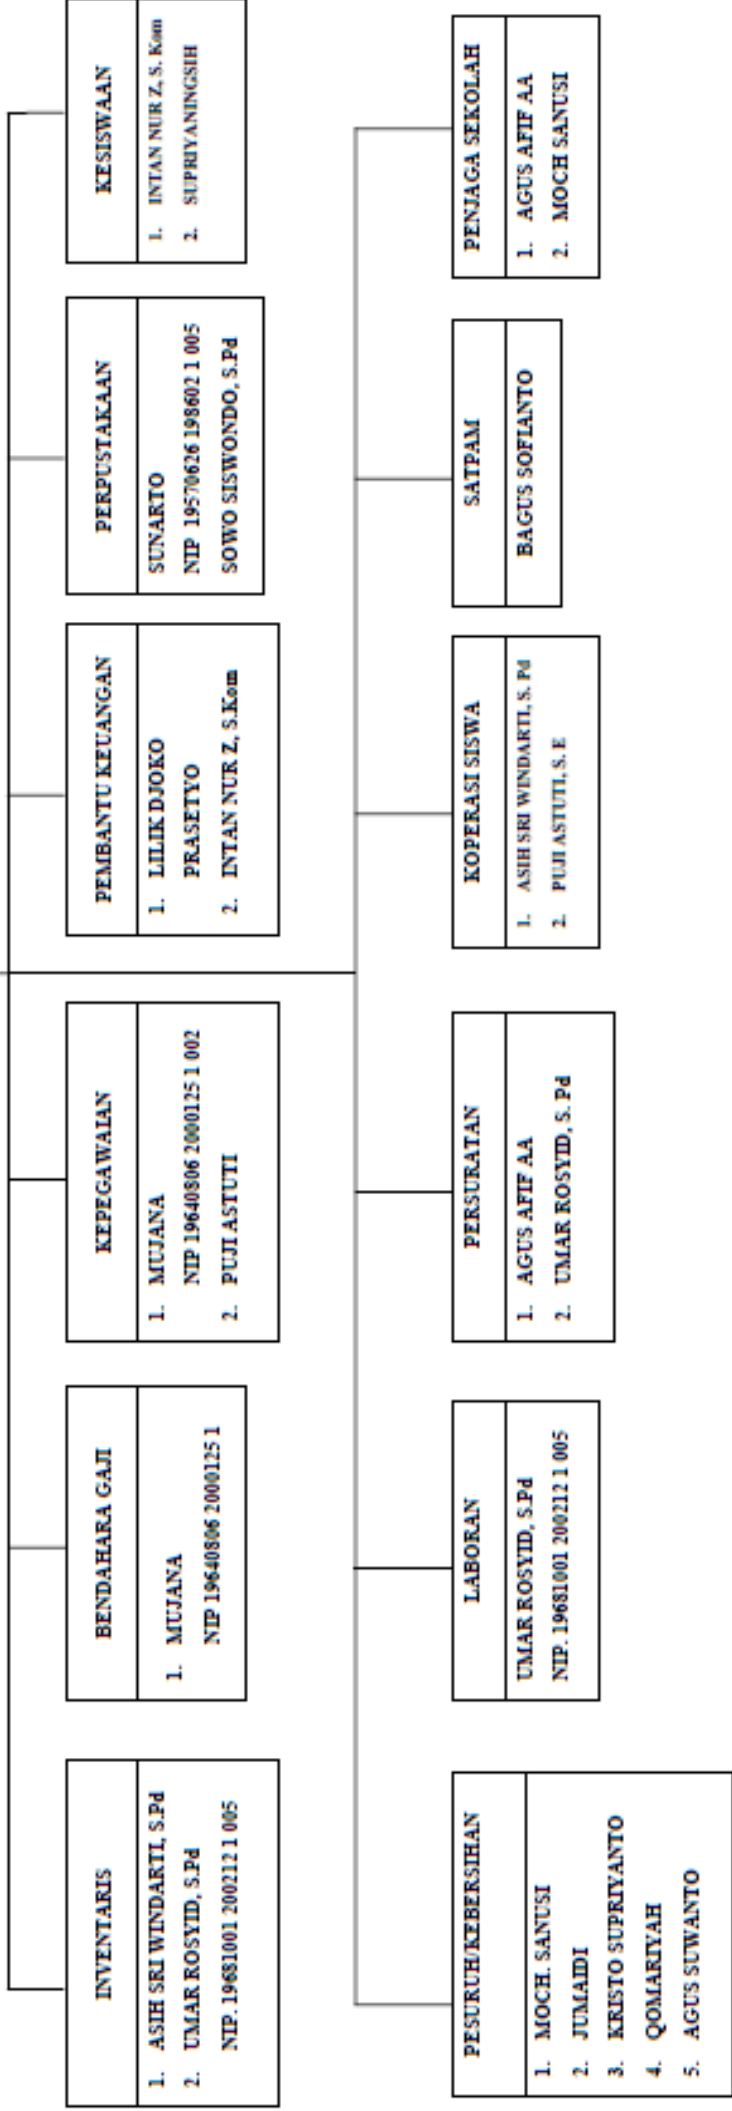 INVENTARIS
1. ASIH SRI WINDARTI, S.Pd
2. UMAR ROSYID, S.Pd
NIP. 19681001 200212 1 005
BENDAHARA GAJI
1. MUJANA
NIP 19640806 2000125 1
KEPEGAWAIAN
1. MUJANA
NIP 19640806 2000125 1 002
2. PUJI ASTUTI
PEMBANTU KEUANGAN
1. LILIK DJOKO
PRASETYO
2. INTAN NUR Z, S.Kom
PERPUSTAKAAN
SUNARTO
NIP 19570626 198602 1 005
SOWO SISWONDO, S.Pd
KESISWAAN
1. INTAN NUR Z, S. Kom
2. SUPRIYANINGSIH
PESURUH/KEBERSIHAN
1. MOCH. SANUSI
2. JUMAIDI
3. KRISTO SUPRIYANTO
4. QOMARIYAH
5. AGUS SUWANTO
LABORAN
UMAR ROSYID, S.Pd
NIP. 19681001 200212 1 005
PERSURATAN
1. AGUS AFIF AA
2. UMAR ROSYID, S. Pd
KOPERASI SISWA
1. ASIH SRI WINDARTI, S. Pd
2. PUJI ASTUTI, S. E
SATPAM
BAGUS SOFIANTO
PENJAGA SEKOLAH
1. AGUS AFIF AA
2. MOCH SANUSI